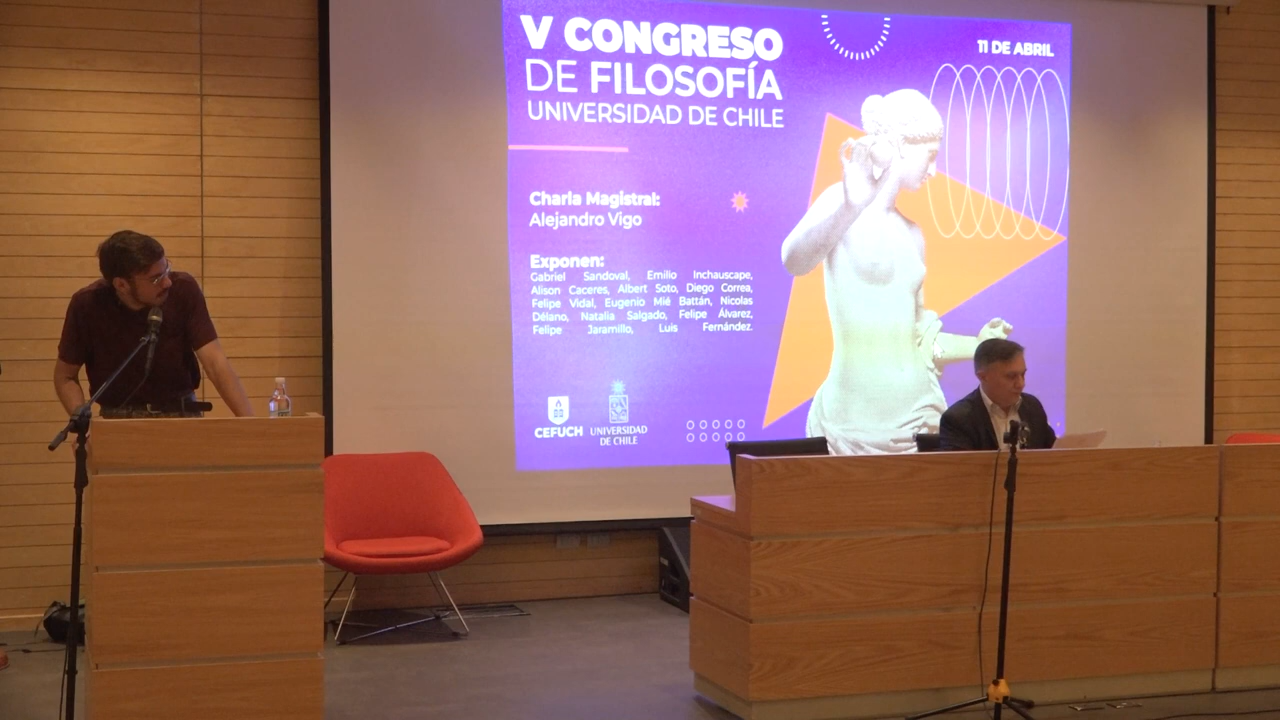 V CONGRESO
DE FILOSOFÍA
UNIVERSIDAD DE CHILE
11 DE ABRIL
Charla Magistral:
Alejandro Vigo
Exponen:
Gabriel Sandoval, Emilio Inchauscape,
Alison Caceres, Albert Soto, Diego Correa,
Felipe Vidal, Eugenio Mié Battán, Nicolas
Délano, Natalia Salgado, Felipe Álvarez,
Felipe Jaramillo, Luis Fernández.
CEFUCH
UNIVERSIDAD
DE CHILE